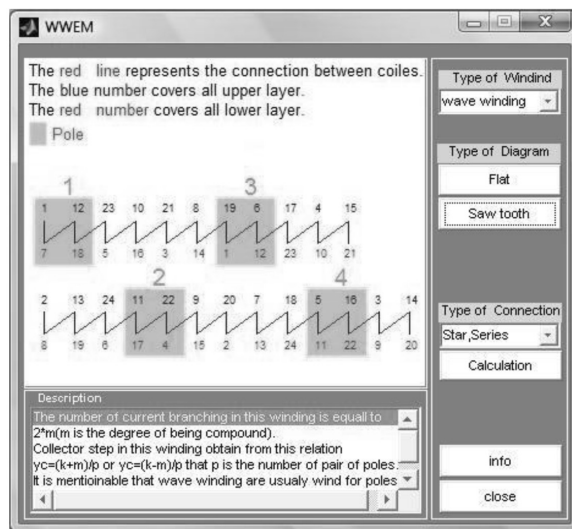 WWEM
The red line represents the connection between coiles.
The blue number covers all upper layer.
The red number covers all lower layer.
Pole
1 3
1 12 23 10 21 8 19 6 17 4 15
7 18 5 16 3 14 1 12 23 10 21
2 4
2 13 24 11 22 9 20 7 18 5 16 3 14
8 19 6 17 4 15 2 13 24 11 22 9 20
Description
The number of current branching in this winding is equall to
2*m(m is the degree of being compound).
Collector step in this winding obtain from this relation
yc=(k+m)/p or yc=(k-m)/p that p is the number of pair of poles.
It is mentioinable that wave winding are usualy wind for poles
Type of Windind
wave winding
Type of Diagram
Flat
Saw tooth
Type of Connection
Star,Series
Calculation
info
close